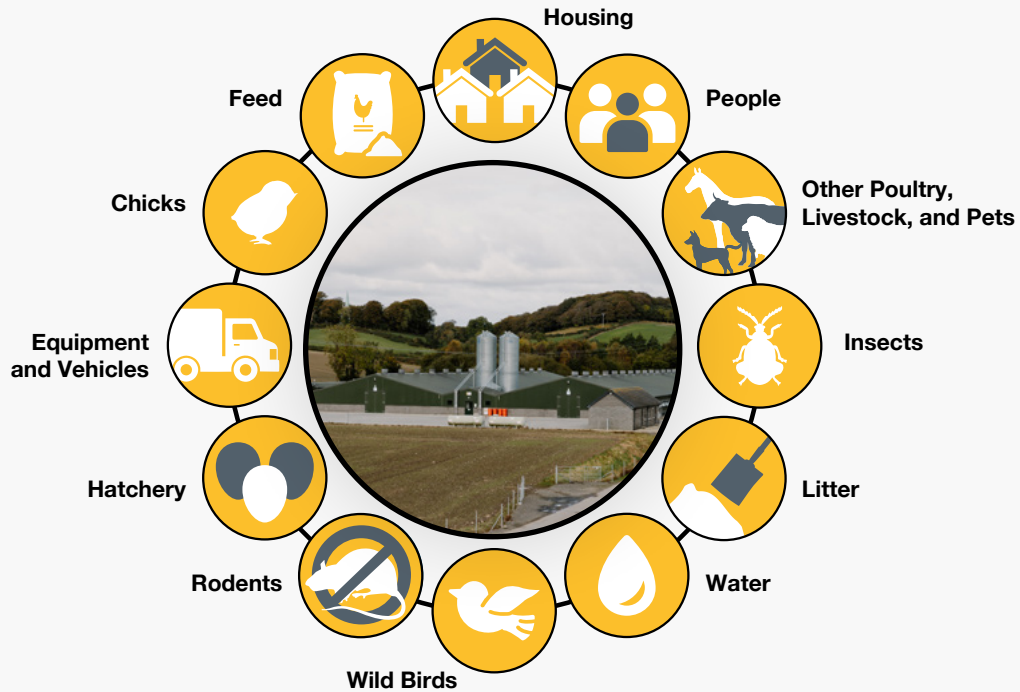 Housing
People
Other Poultry,
Livestock, and Pets
Insects
Litter
Water
Wild Birds
Rodents
Hatchery
Equipment
and Vehicles
Chicks
Feed